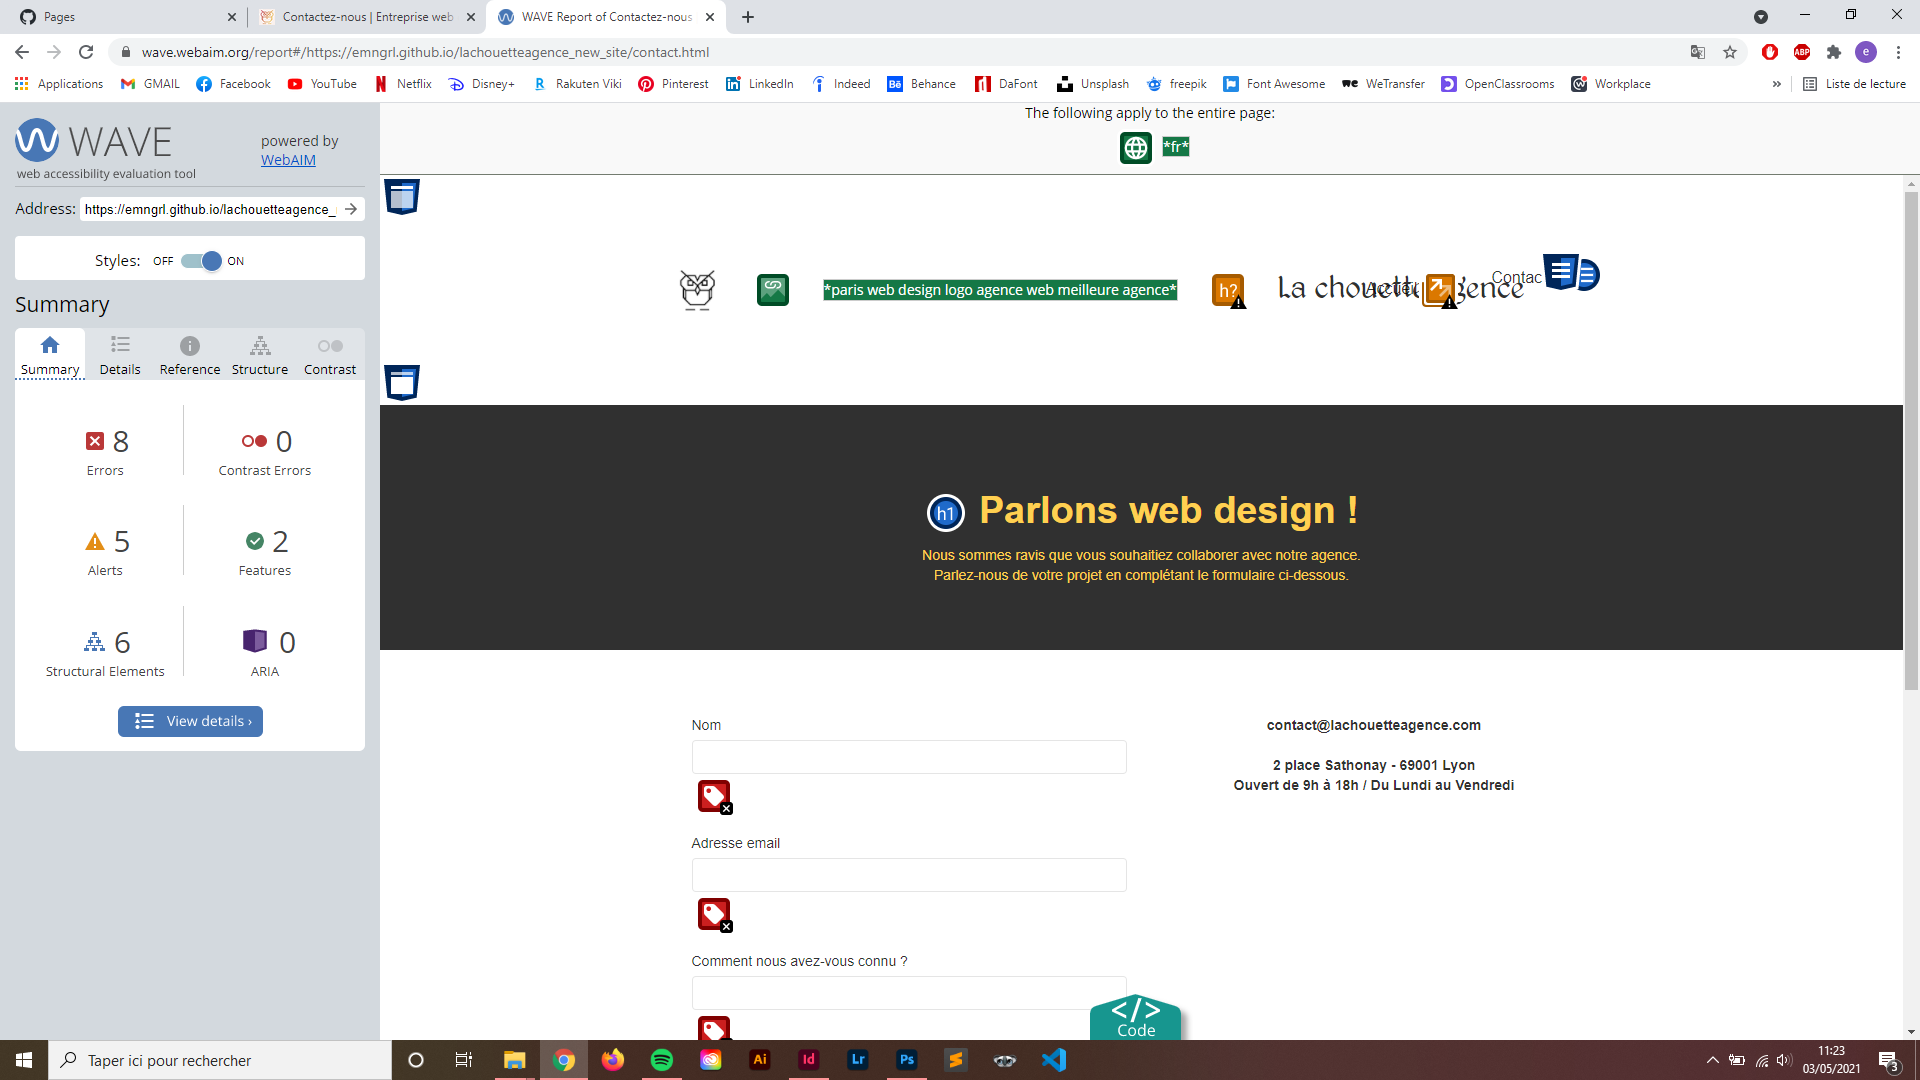 Pages
Contactez-nous | Entreprise web
WAVE Report of Contactez-nous
wave.webaim.org/report#/https://emngrl.github.io/lachouetteagence_new_site/contact.html
ABP
e
Applications
GMAIL
Facebook
YouTube
Netflix
Disney+
Rakuten Viki
Pinterest
LinkedIn
Indeed
Behance
DaFont
Unsplash
freepik
Font Awesome
WeTransfer
OpenClassrooms
Workplace
»
Liste de lecture
WAVE
web accessibility evaluation tool
powered by
WebAIM
Address: https://emngrl.github.io/lachouetteagence_
Styles: OFF ON
Summary
Summary
Details
Reference
Structure
Contrast
8
Errors
0
Contrast Errors
5
Alerts
2
Features
6
Structural Elements
0
ARIA
View details ›
The following apply to the entire page:
*fr*
*paris web design logo agence web meilleure agence*
h?
La chouette agence
Accueil
Contac
h1
Parlons web design !
Nous sommes ravis que vous souhaitiez collaborer avec notre agence.
Parlez-nous de votre projet en complétant le formulaire ci-dessous.
Nom
Adresse email
Comment nous avez-vous connu ?
contact@lachouetteagence.com
2 place Sathonay - 69001 Lyon
Ouvert de 9h à 18h / Du Lundi au Vendredi
</>
Code
Taper ici pour rechercher
Ai
Id
Lr
Ps
11:23
03/05/2021
3